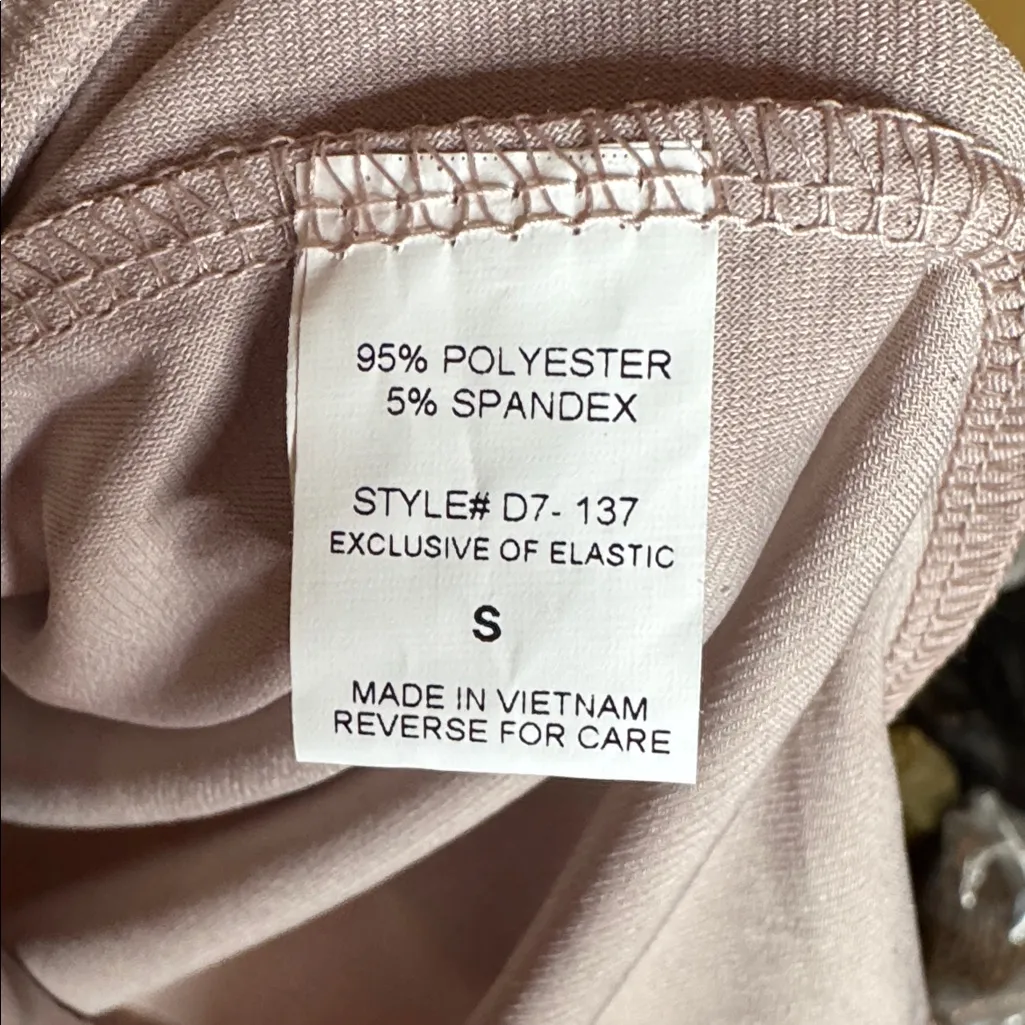 95% POLYESTER
5% SPANDEX
STYLE# D7- 137
EXCLUSIVE OF ELASTIC
S
MADE IN VIETNAM
REVERSE FOR CARE